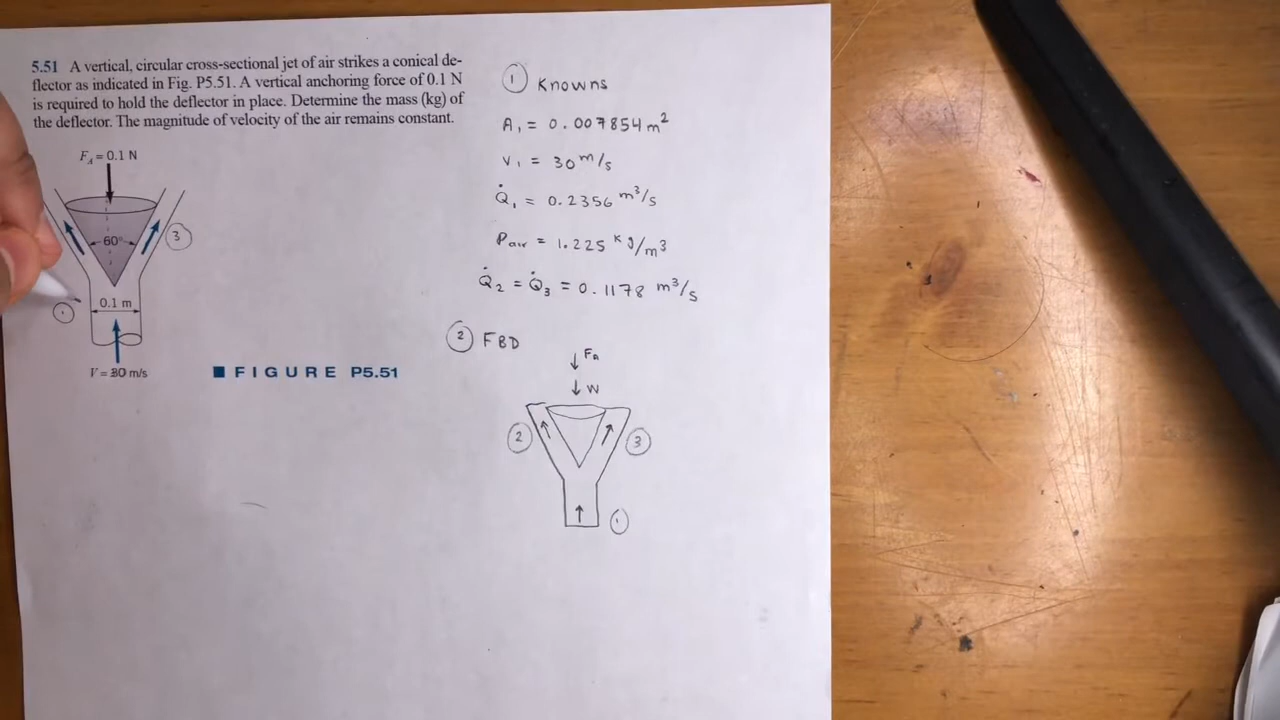 5.51 A vertical, circular cross-sectional jet of air strikes a conical de-
flector as indicated in Fig. P5.51. A vertical anchoring force of 0.1 N
is required to hold the deflector in place. Determine the mass (kg) of
the deflector. The magnitude of velocity of the air remains constant.
F_A = 0.1 N
60°
3
0.1 m
1
V = 30 m/s
■ FIGURE P5.51
① Knowns
A₁ = 0.007854 m²
V₁ = 30 m/s
Q̇₁ = 0.2356 m³/s
ρair = 1.225 kg/m³
Q̇₂ = Q̇₃ = 0.1178 m³/s
② FBD
↓ FA
↓ W
2
3
1